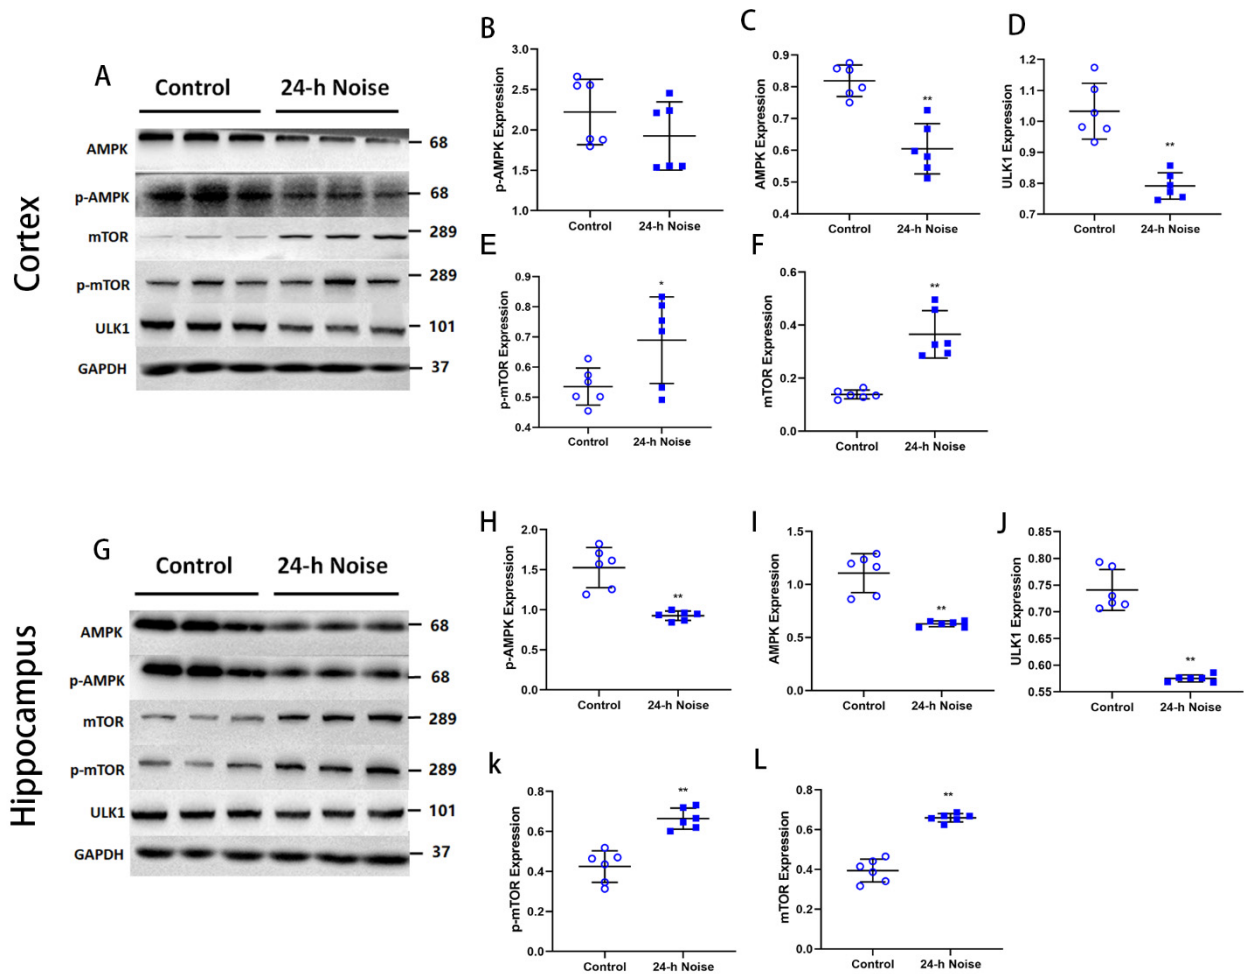 A
Control
24-h Noise
AMPK
68
p-AMPK
68
mTOR
289
p-mTOR
289
ULK1
101
GAPDH
37
Cortex
B
p-AMPK Expression
3.0
2.5
2.0
1.5
1.0
Control
24-h Noise
C
AMPK Expression
0.9
0.8
0.7
0.6
0.5
0.4
**
Control
24-h Noise
D
ULK1 Expression
1.2
1.1
1.0
0.9
0.8
0.7
**
Control
24-h Noise
E
p-mTOR Expression
0.9
0.8
0.7
0.6
0.5
0.4
*
Control
24-h Noise
F
mTOR Expression
0.6
0.4
0.2
0.0
**
Control
24-h Noise
Hippocampus
G
Control
24-h Noise
AMPK
68
p-AMPK
68
mTOR
289
p-mTOR
289
ULK1
101
GAPDH
37
H
p-AMPK Expression
2.0
1.5
1.0
0.5
0.0
**
Control
24-h Noise
I
AMPK Expression
1.5
1.0
0.5
0.0
**
Control
24-h Noise
J
ULK1 Expression
0.85
0.80
0.75
0.70
0.65
0.60
0.55
**
Control
24-h Noise
k
p-mTOR Expression
0.8
0.6
0.4
0.2
0.0
**
Control
24-h Noise
L
mTOR Expression
0.8
0.6
0.4
0.2
0.0
**
Control
24-h Noise